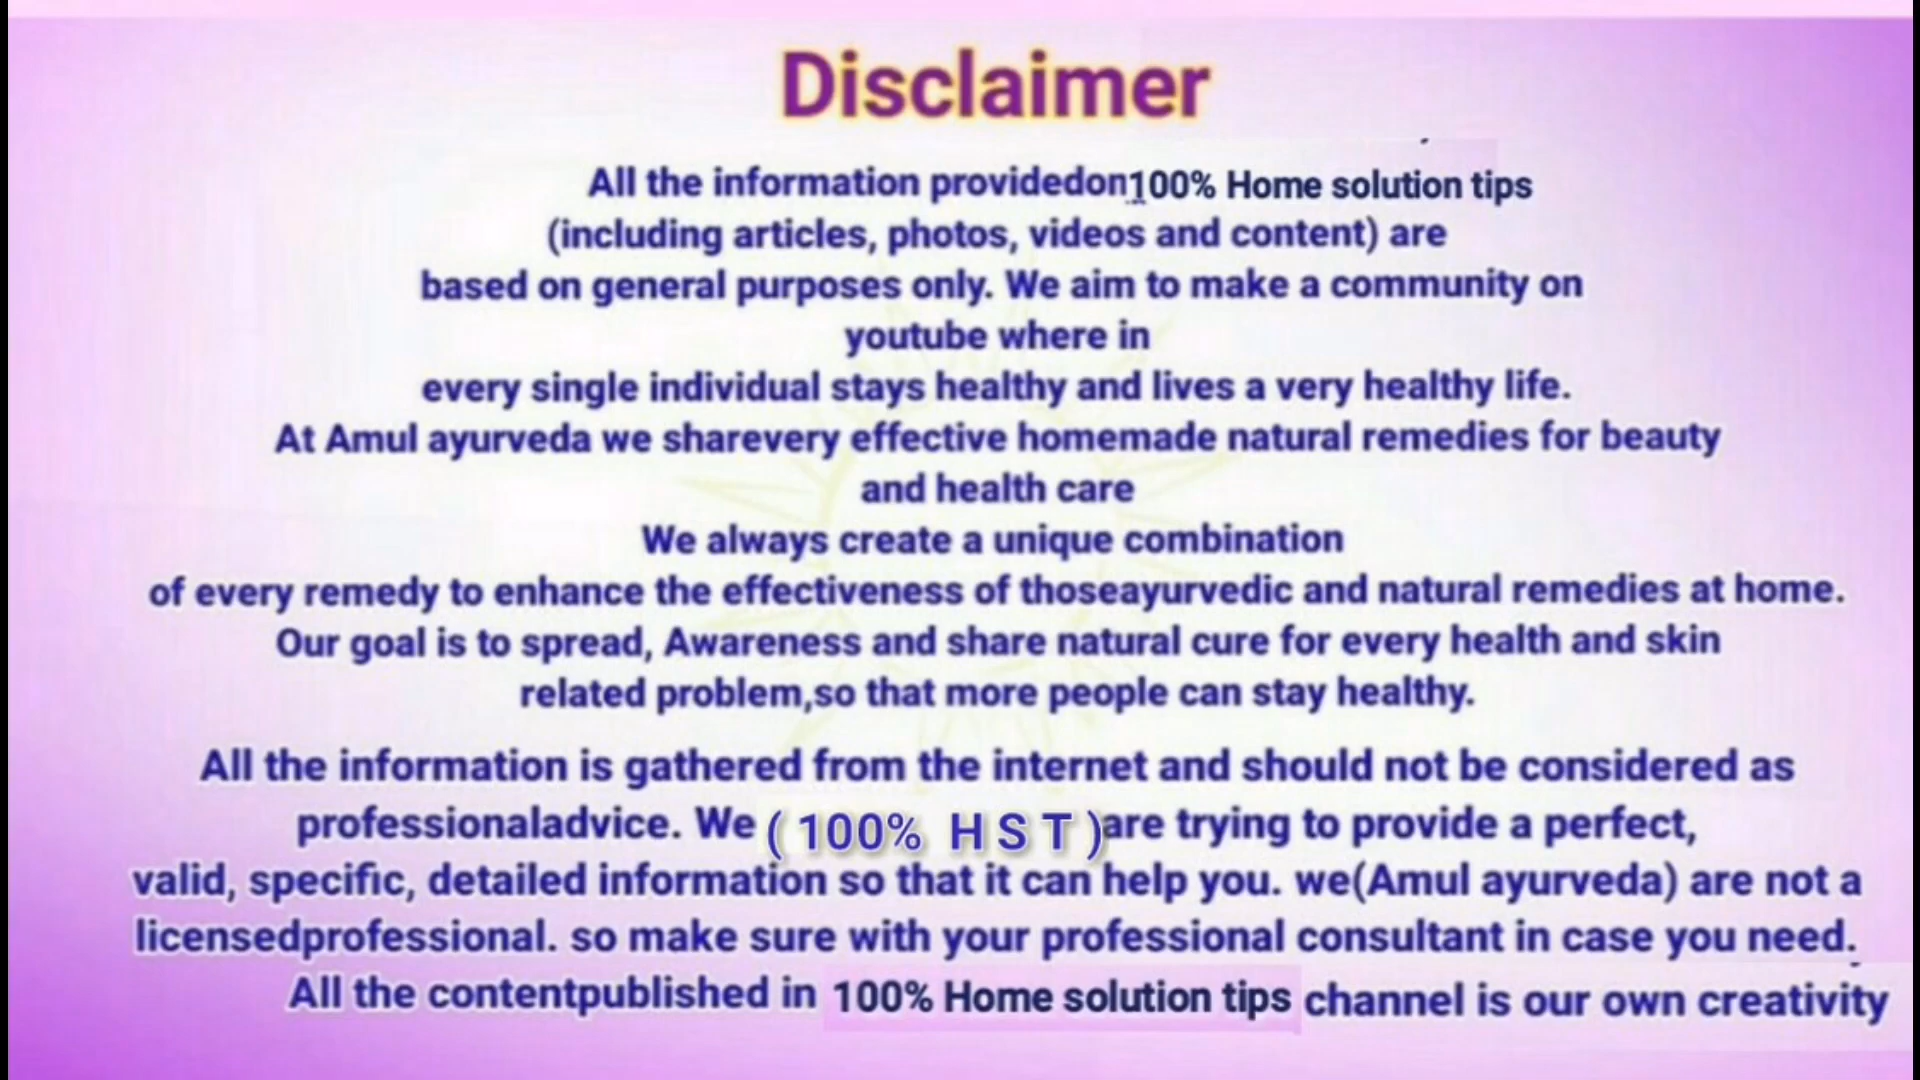 Disclaimer
All the information providedon100% Home solution tips
(including articles, photos, videos and content) are
based on general purposes only. We aim to make a community on
youtube where in
every single individual stays healthy and lives a very healthy life.
At Amul ayurveda we sharevery effective homemade natural remedies for beauty
and health care
We always create a unique combination
of every remedy to enhance the effectiveness of thoseayurvedic and natural remedies at home.
Our goal is to spread, Awareness and share natural cure for every health and skin
related problem,so that more people can stay healthy.
All the information is gathered from the internet and should not be considered as
professionaladvice. We ( 100% H S T )are trying to provide a perfect,
valid, specific, detailed information so that it can help you. we(Amul ayurveda) are not a
licensedprofessional. so make sure with your professional consultant in case you need.
All the contentpublished in 100% Home solution tips channel is our own creativity